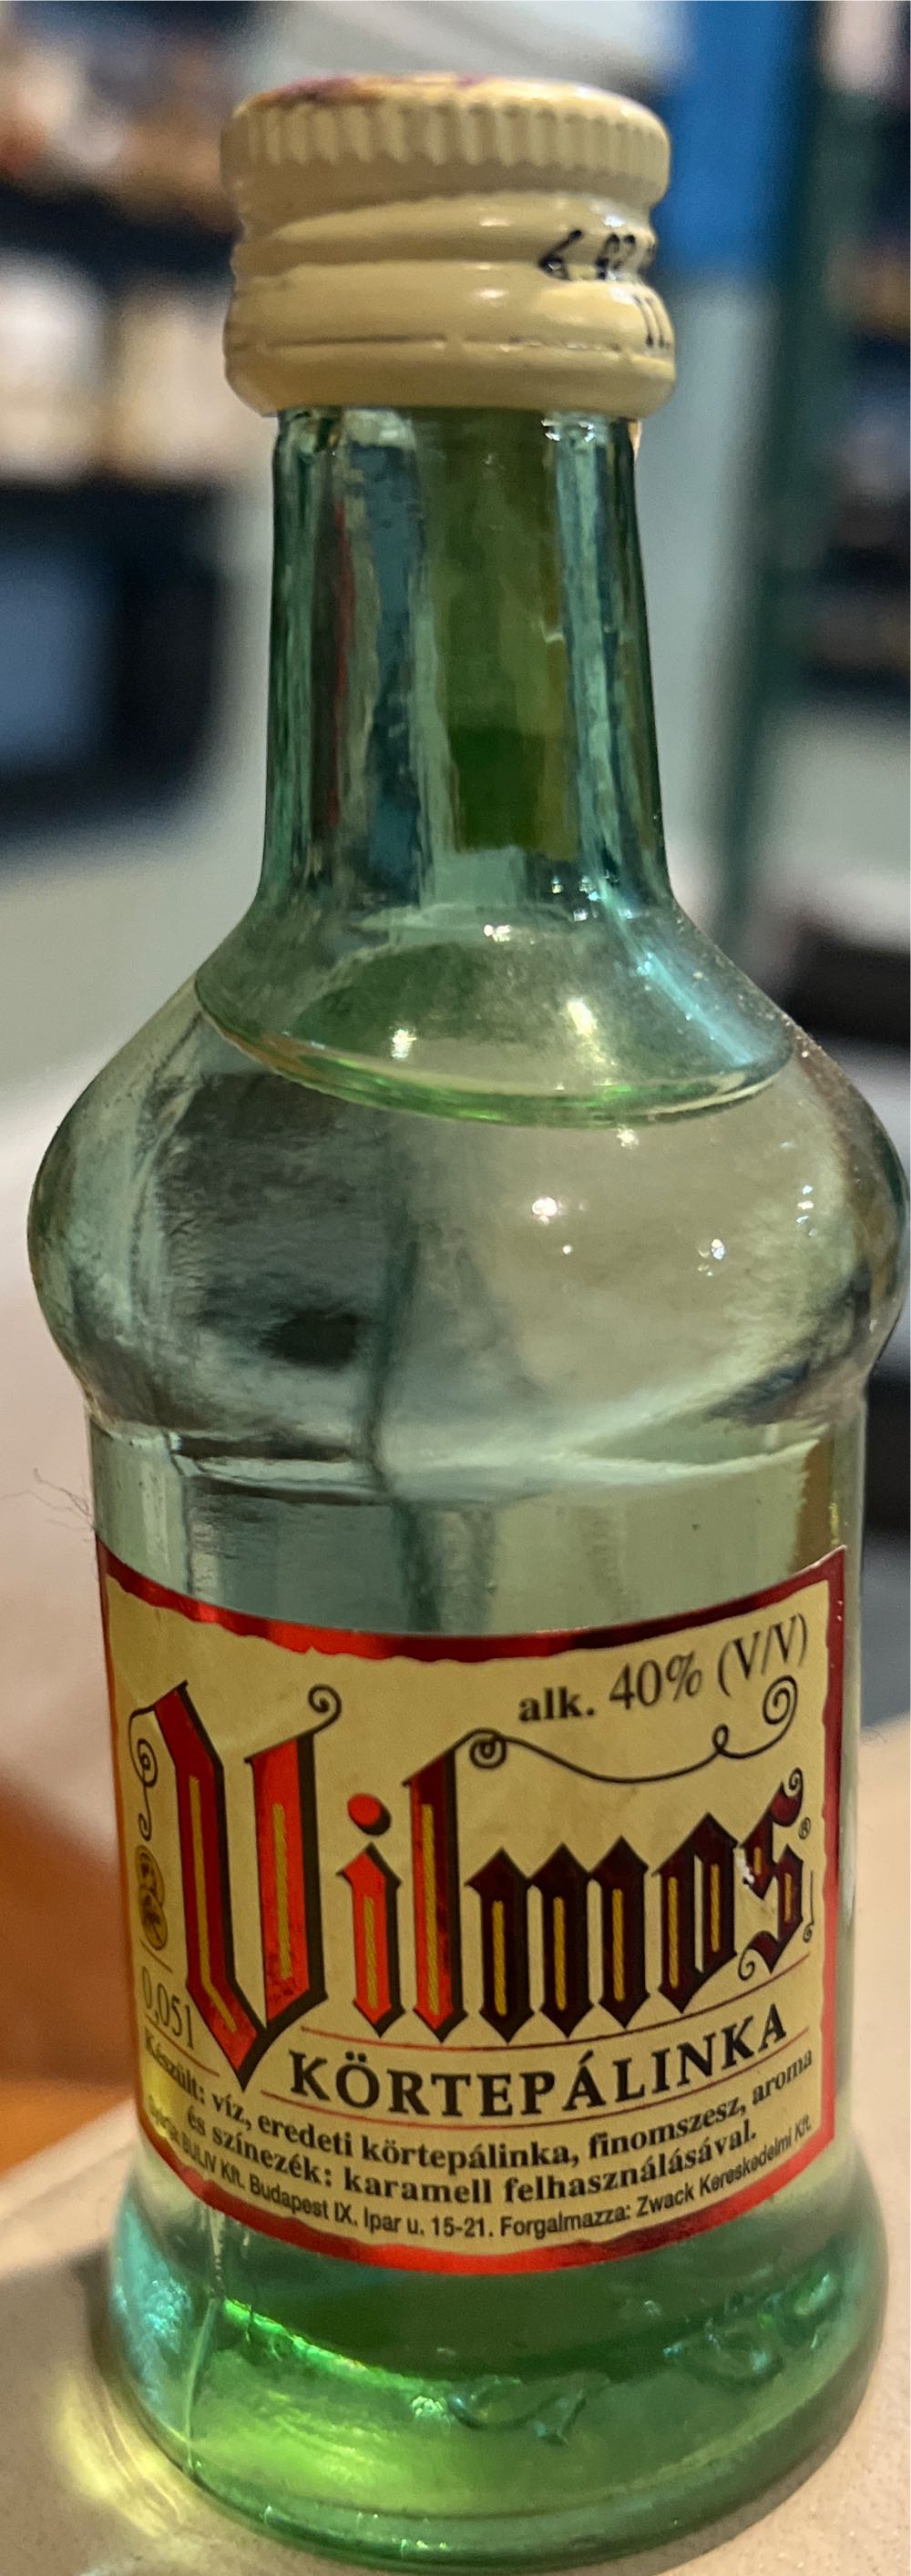 alk. 40% (V/V)
Vilmos®
0,05l
KÖRTEPÁLINKA
Készült: víz, eredeti körtepálinka, finomszesz, aroma
és színezék: karamell felhasználásával.
BULIV Kft. Budapest IX. Ipar u. 15-21. Forgalmazza: Zwack Kereskedelmi Kft.